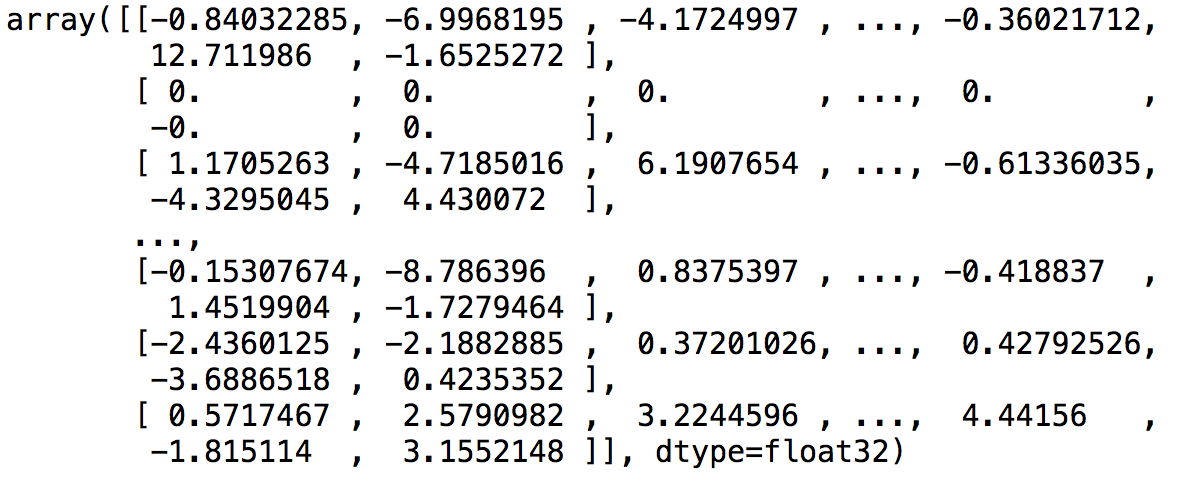 array([[-0.84032285, -6.9968195 , -4.1724997 , ..., -0.36021712,
        12.711986  , -1.6525272 ],
       [ 0.        ,  0.        ,  0.        , ...,  0.        ,
        -0.        ,  0.        ],
       [ 1.1705263 , -4.7185016 ,  6.1907654 , ..., -0.61336035,
        -4.3295045 ,  4.430072  ],
       ...,
       [-0.15307674, -8.786396  ,  0.8375397 , ..., -0.418837  ,
         1.4519904 , -1.7279464 ],
       [-2.4360125 , -2.1882885 ,  0.37201026, ...,  0.42792526,
        -3.6886518 ,  0.4235352 ],
       [ 0.5717467 ,  2.5790982 ,  3.2244596 , ...,  4.44156   ,
        -1.815114  ,  3.1552148 ]], dtype=float32)